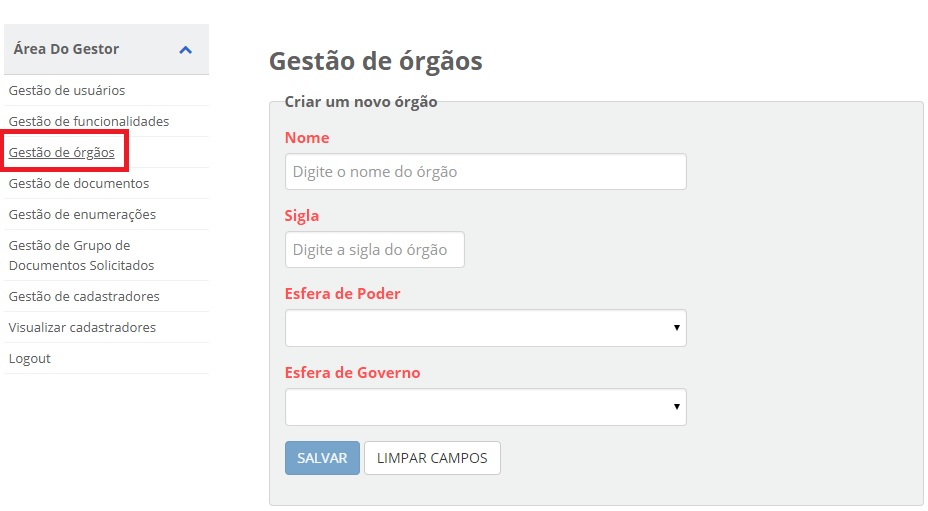 Área Do Gestor
Gestão de usuários
Gestão de funcionalidades
Gestão de órgãos
Gestão de documentos
Gestão de enumerações
Gestão de Grupo de
Documentos Solicitados
Gestão de cadastradores
Visualizar cadastradores
Logout
Gestão de órgãos
Criar um novo órgão
Nome
Digite o nome do órgão
Sigla
Digite a sigla do órgão
Esfera de Poder
Esfera de Governo
SALVAR LIMPAR CAMPOS